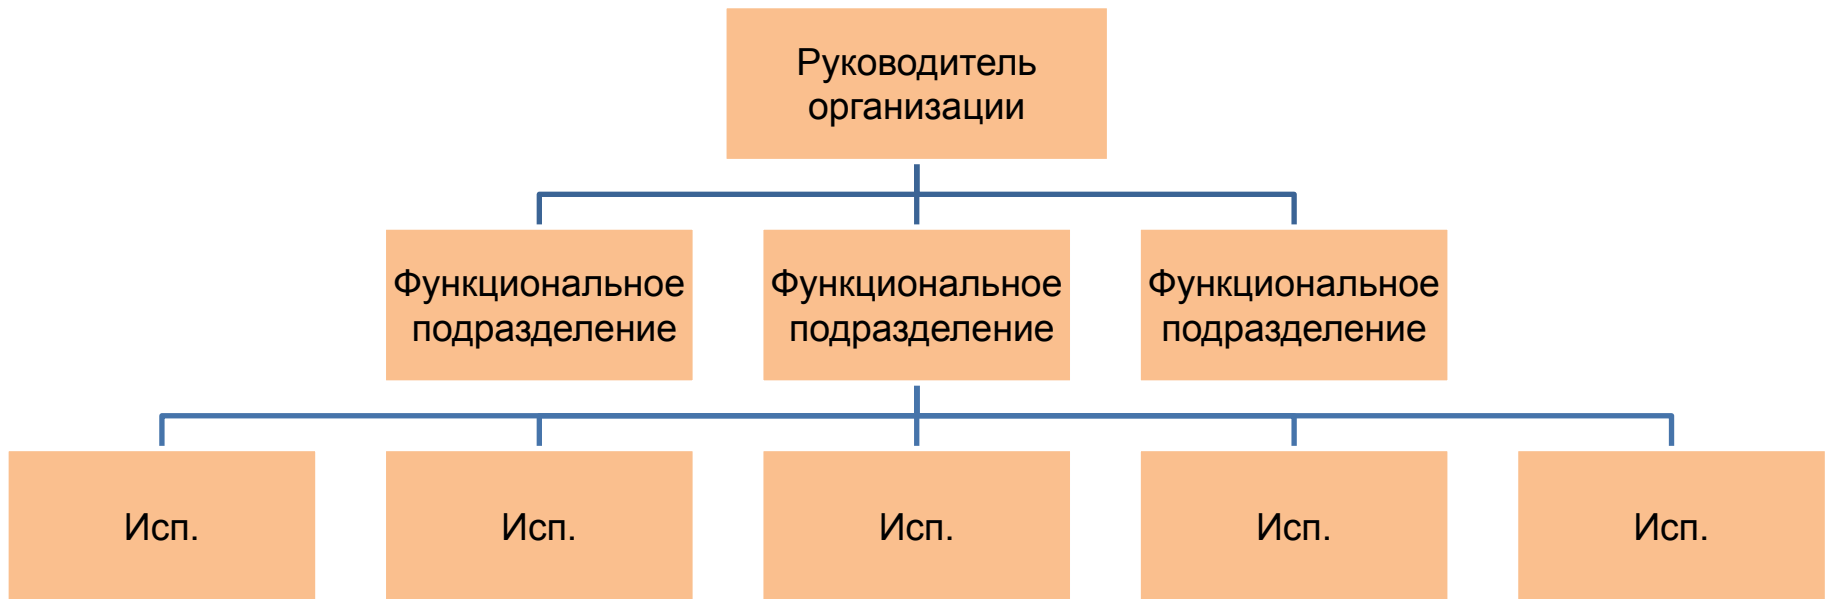 Руководитель
организации
Функциональное
подразделение
Функциональное
подразделение
Функциональное
подразделение
Исп.
Исп.
Исп.
Исп.
Исп.